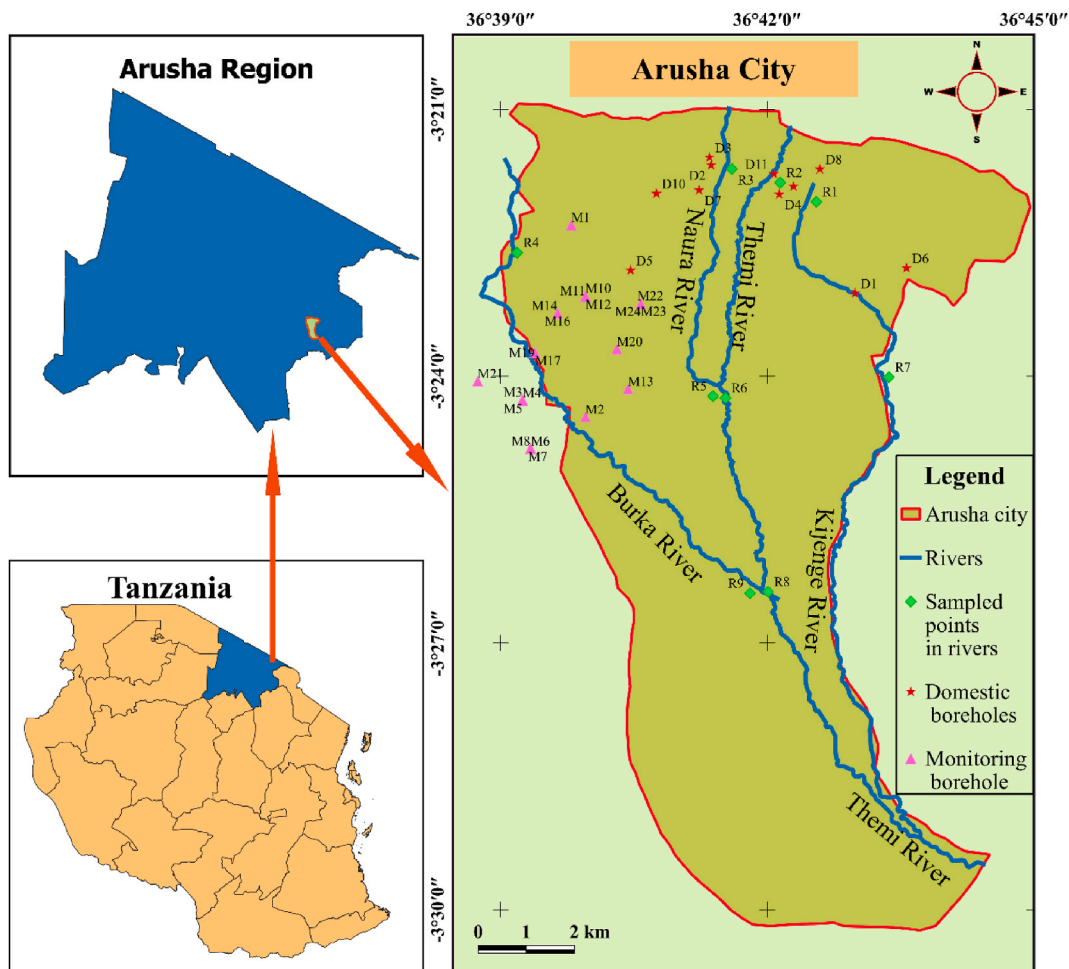 Arusha Region
Tanzania
36°39'0"
36°42'0"
36°45'0"
-3°21'0"
-3°24'0"
-3°27'0"
-3°30'0"
Arusha City
N
W
E
S
D3
D2
D11
R3
R2
D8
D10
D7
D4
R1
M1
R4
D5
D6
D1
M11
M10
M12
M22
M24
M23
M14
M16
M20
M19
M17
M21
M3
M4
M5
M13
M2
R5
R6
R7
M8
M6
M7
R9
R8
Naura River
Themi River
Burka River
Kijenge River
Themi River
Legend
Arusha city
Rivers
Sampled
points
in rivers
Domestic
boreholes
Monitoring
borehole
0 1 2 km